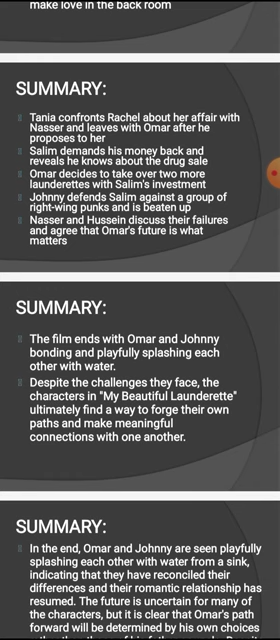 make love in the back room
SUMMARY:
Tania confronts Rachel about her affair with
Nasser and leaves with Omar after he
proposes to her
Salim demands his money back and
reveals he knows about the drug sale
Omar decides to take over two more
launderettes with Salim's investment
Johnny defends Salim against a group of
right-wing punks and is beaten up
Nasser and Hussein discuss their failures
and agree that Omar's future is what
matters
SUMMARY:
The film ends with Omar and Johnny
bonding and playfully splashing each
other with water.
Despite the challenges they face, the
characters in "My Beautiful Launderette"
ultimately find a way to forge their own
paths and make meaningful
connections with one another.
SUMMARY:
In the end, Omar and Johnny are seen playfully
splashing each other with water from a sink,
indicating that they have reconciled their
differences and their romantic relationship has
resumed. The future is uncertain for many of
the characters, but it is clear that Omar's path
forward will be determined by his own choices